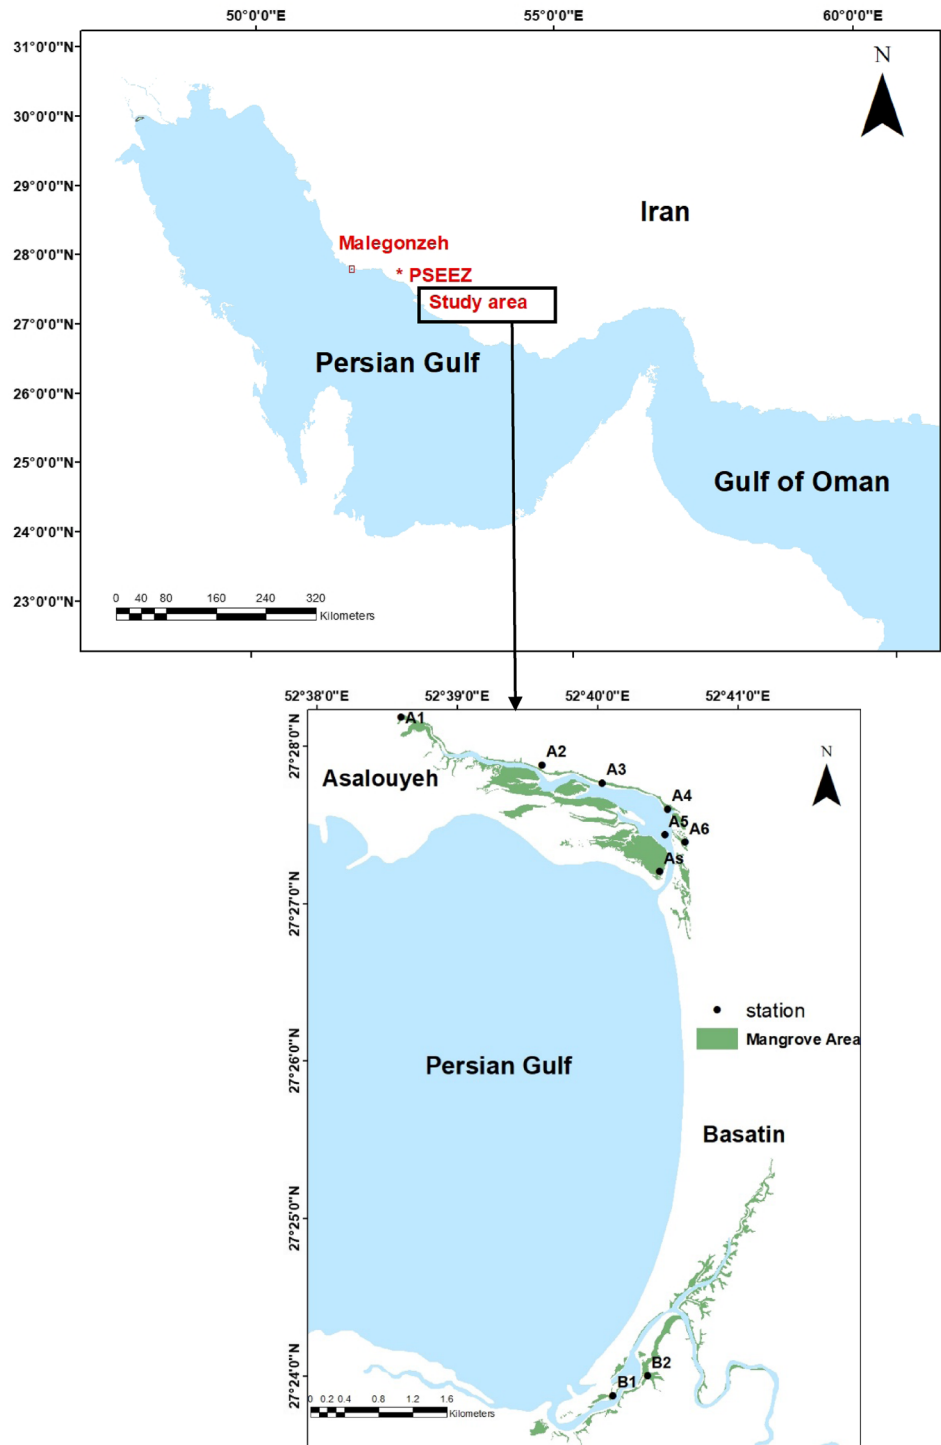 50°0'0"E 55°0'0"E 60°0'0"E
31°0'0"N
N
30°0'0"N
29°0'0"N
Iran
28°0'0"N
Malegonzeh
* PSEEZ
Study area
27°0'0"N
Persian Gulf
26°0'0"N
25°0'0"N
Gulf of Oman
24°0'0"N
23°0'0"N
0 40 80 160 240 320
Kilometers
52°38'0"E 52°39'0"E 52°40'0"E 52°41'0"E
A1
27°28'0"N
A2
N
Asalouyeh
A3
A4
A5
A6
As
27°27'0"N
station
Mangrove Area
27°26'0"N
Persian Gulf
Basatin
27°25'0"N
27°24'0"N
B2
B1
0 0.2 0.4 0.8 1.2 1.6
Kilometers